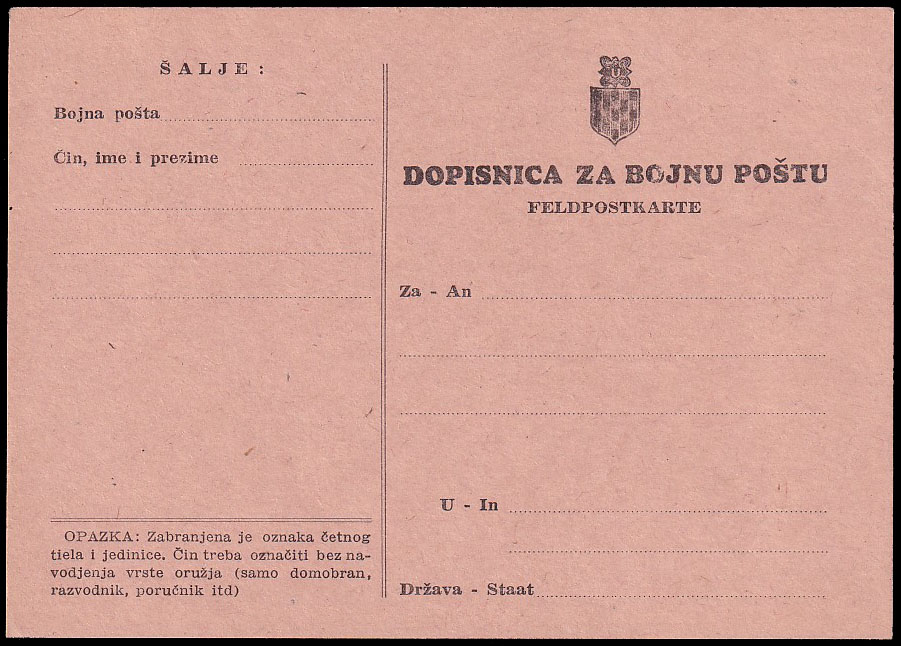 ŠALJE:
Bojna pošta
Čin, ime i prezime
OPAZKA: Zabranjena je oznaka četnog
tiela i jedinice. Čin treba označiti bez na-
vodjenja vrste oružja (samo domobran,
razvodnik, poručnik itd)
U
DOPISNICA ZA BOJNU POŠTU
FELDPOSTKARTE
Za - An
U - In
Država - Staat